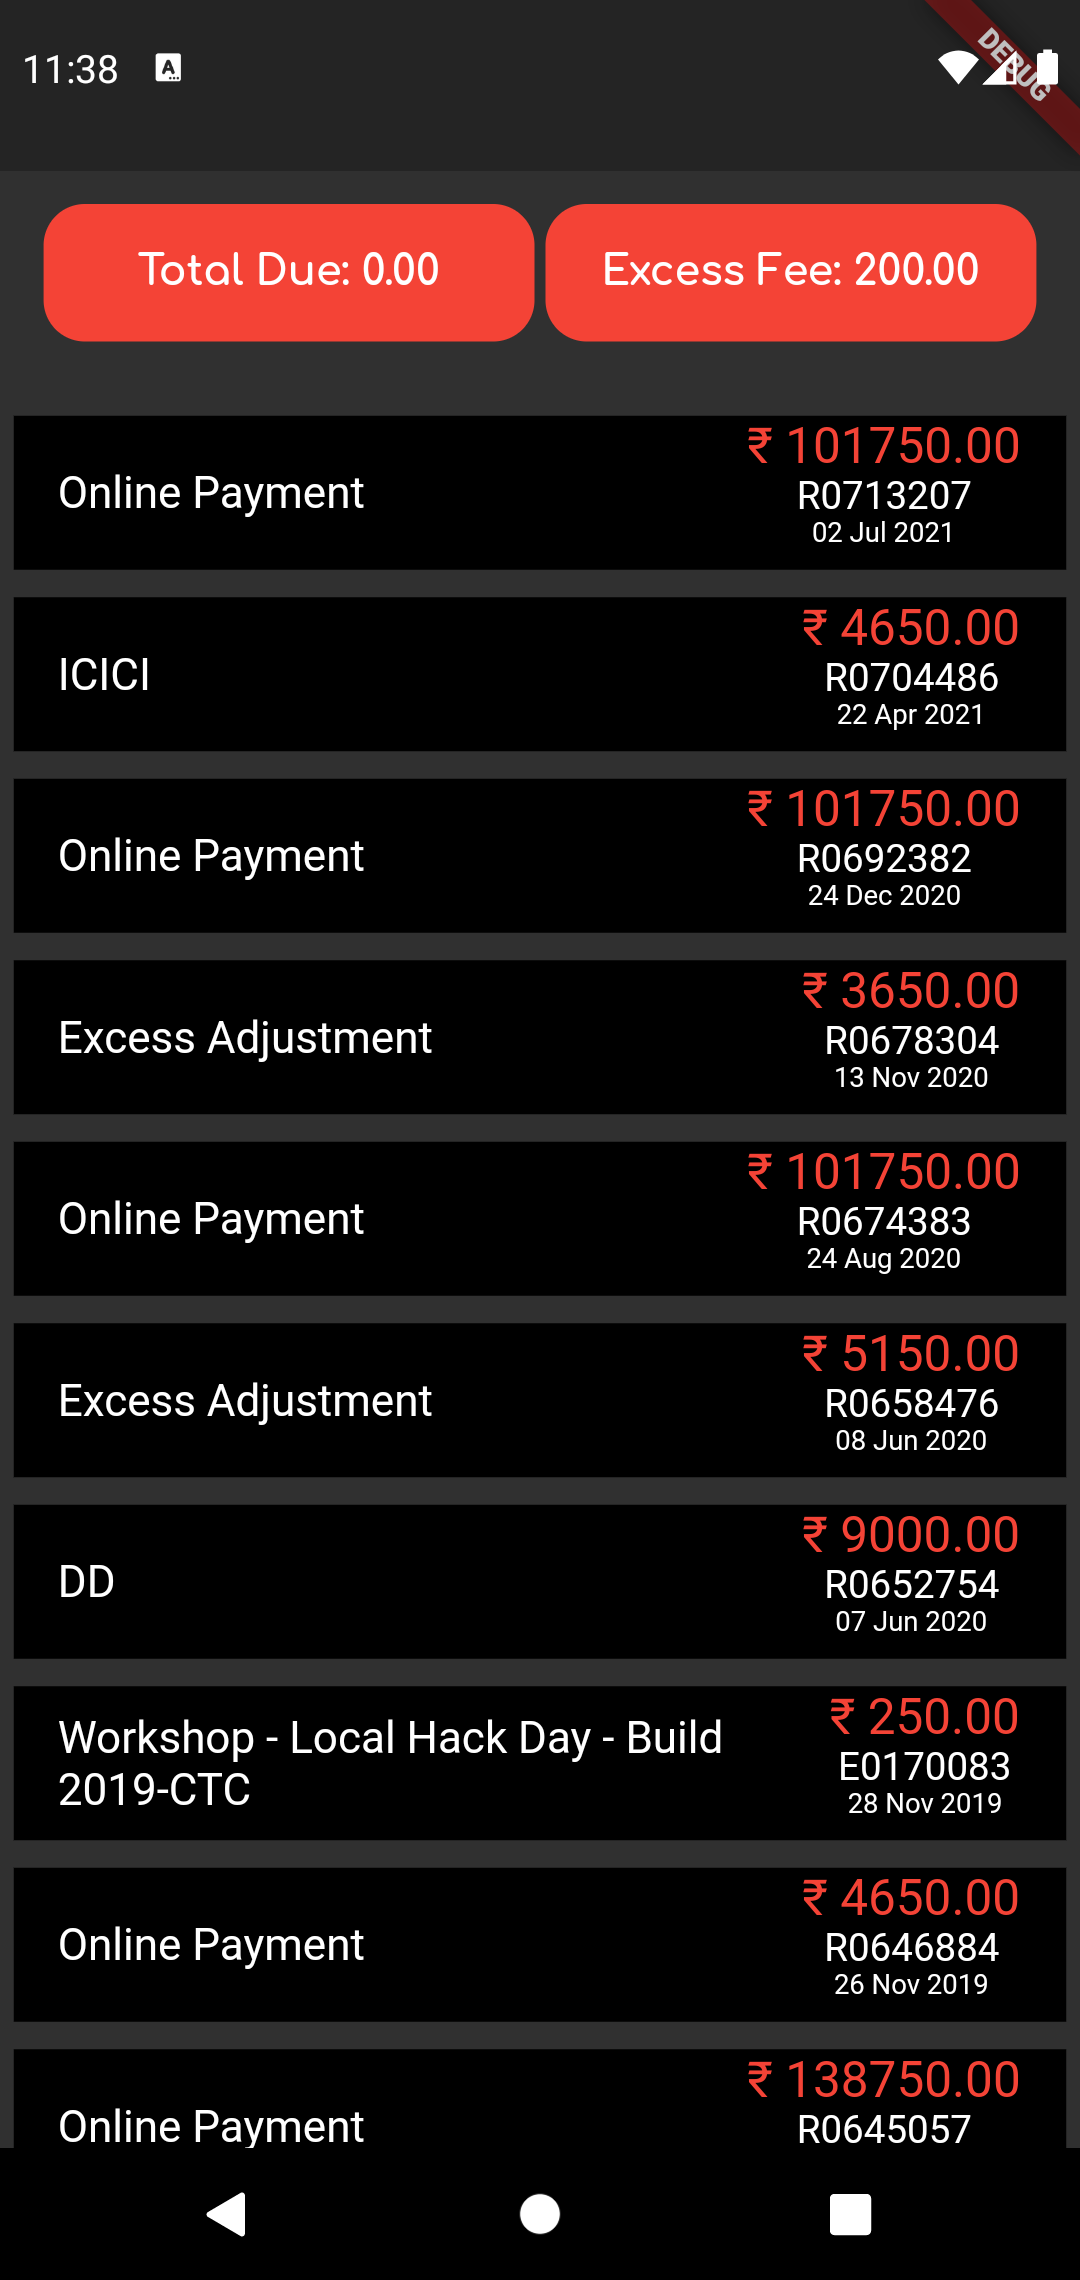 11:38
DEBUG
Total Due: 0.00
Excess Fee: 200.00
₹ 101750.00
Online Payment
R0713207
02 Jul 2021
₹ 4650.00
ICICI
R0704486
22 Apr 2021
₹ 101750.00
Online Payment
R0692382
24 Dec 2020
₹ 3650.00
Excess Adjustment
R0678304
13 Nov 2020
₹ 101750.00
Online Payment
R0674383
24 Aug 2020
₹ 5150.00
Excess Adjustment
R0658476
08 Jun 2020
₹ 9000.00
DD
R0652754
07 Jun 2020
₹ 250.00
Workshop - Local Hack Day - Build
2019-CTC
E0170083
28 Nov 2019
₹ 4650.00
Online Payment
R0646884
26 Nov 2019
₹ 138750.00
Online Payment
R0645057